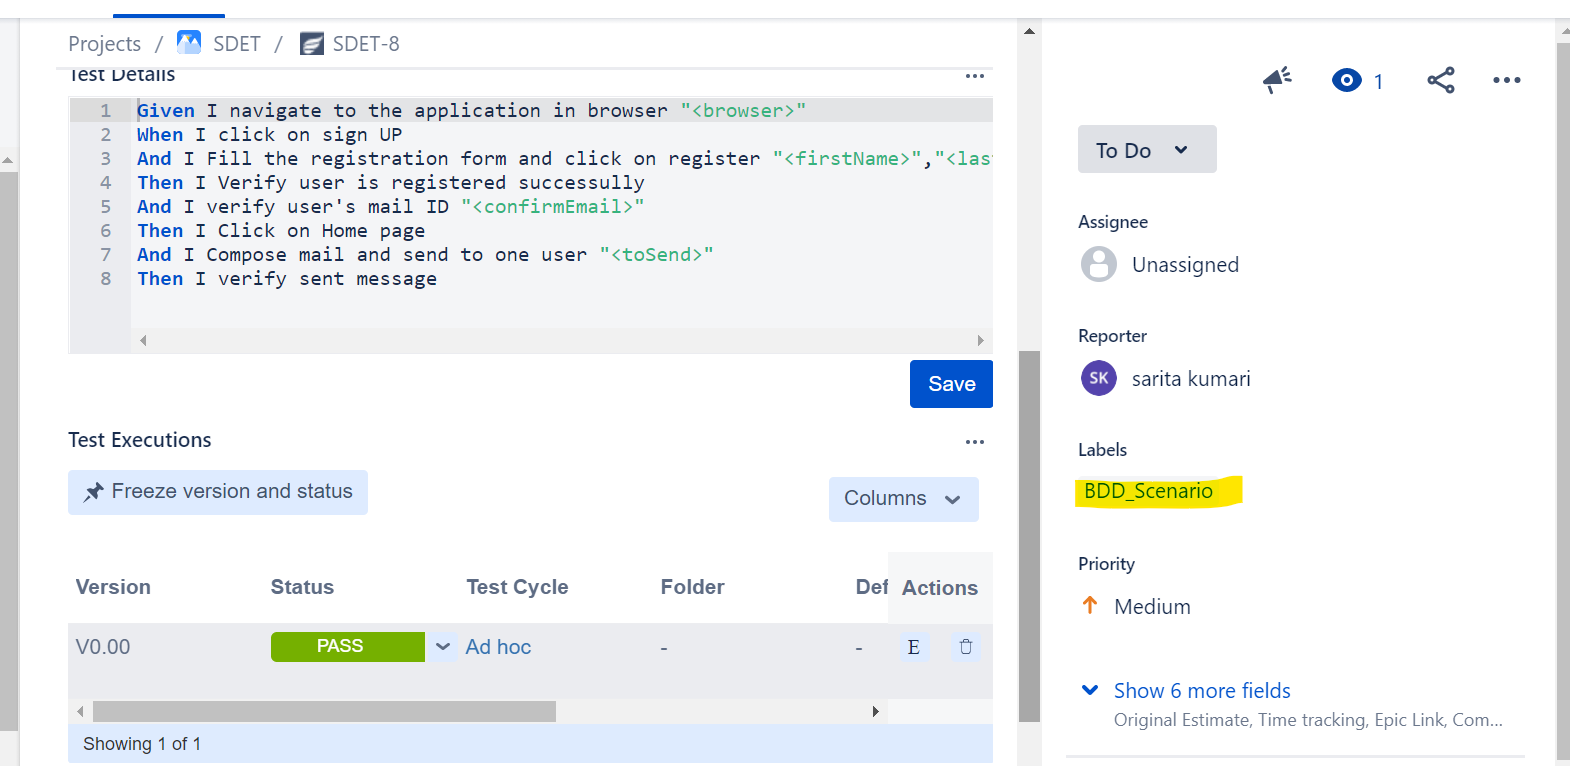 Projects / SDET / SDET-8
Test Details
1 Given I navigate to the application in browser "<browser>"
2 When I click on sign UP
3 And I Fill the registration form and click on register "<firstName>","<las
4 Then I Verify user is registered successully
5 And I verify user's mail ID "<confirmEmail>"
6 Then I Click on Home page
7 And I Compose mail and send to one user "<toSend>"
8 Then I verify sent message
Save
Test Executions
Freeze version and status
Columns
Version Status Test Cycle Folder Def Actions
V0.00 PASS Ad hoc - - E
Showing 1 of 1
1
To Do
Assignee
Unassigned
Reporter
SK sarita kumari
Labels
BDD_Scenario
Priority
Medium
Show 6 more fields
Original Estimate, Time tracking, Epic Link, Com...